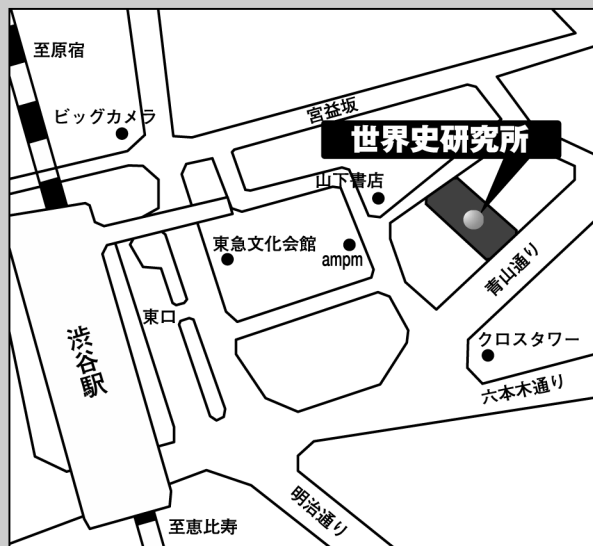 至原宿
ビッグカメラ
宮益坂
世界史研究所
山下書店
東急文化会館
ampm
青山通り
東口
渋谷駅
クロスタワー
六本木通り
明治通り
至恵比寿